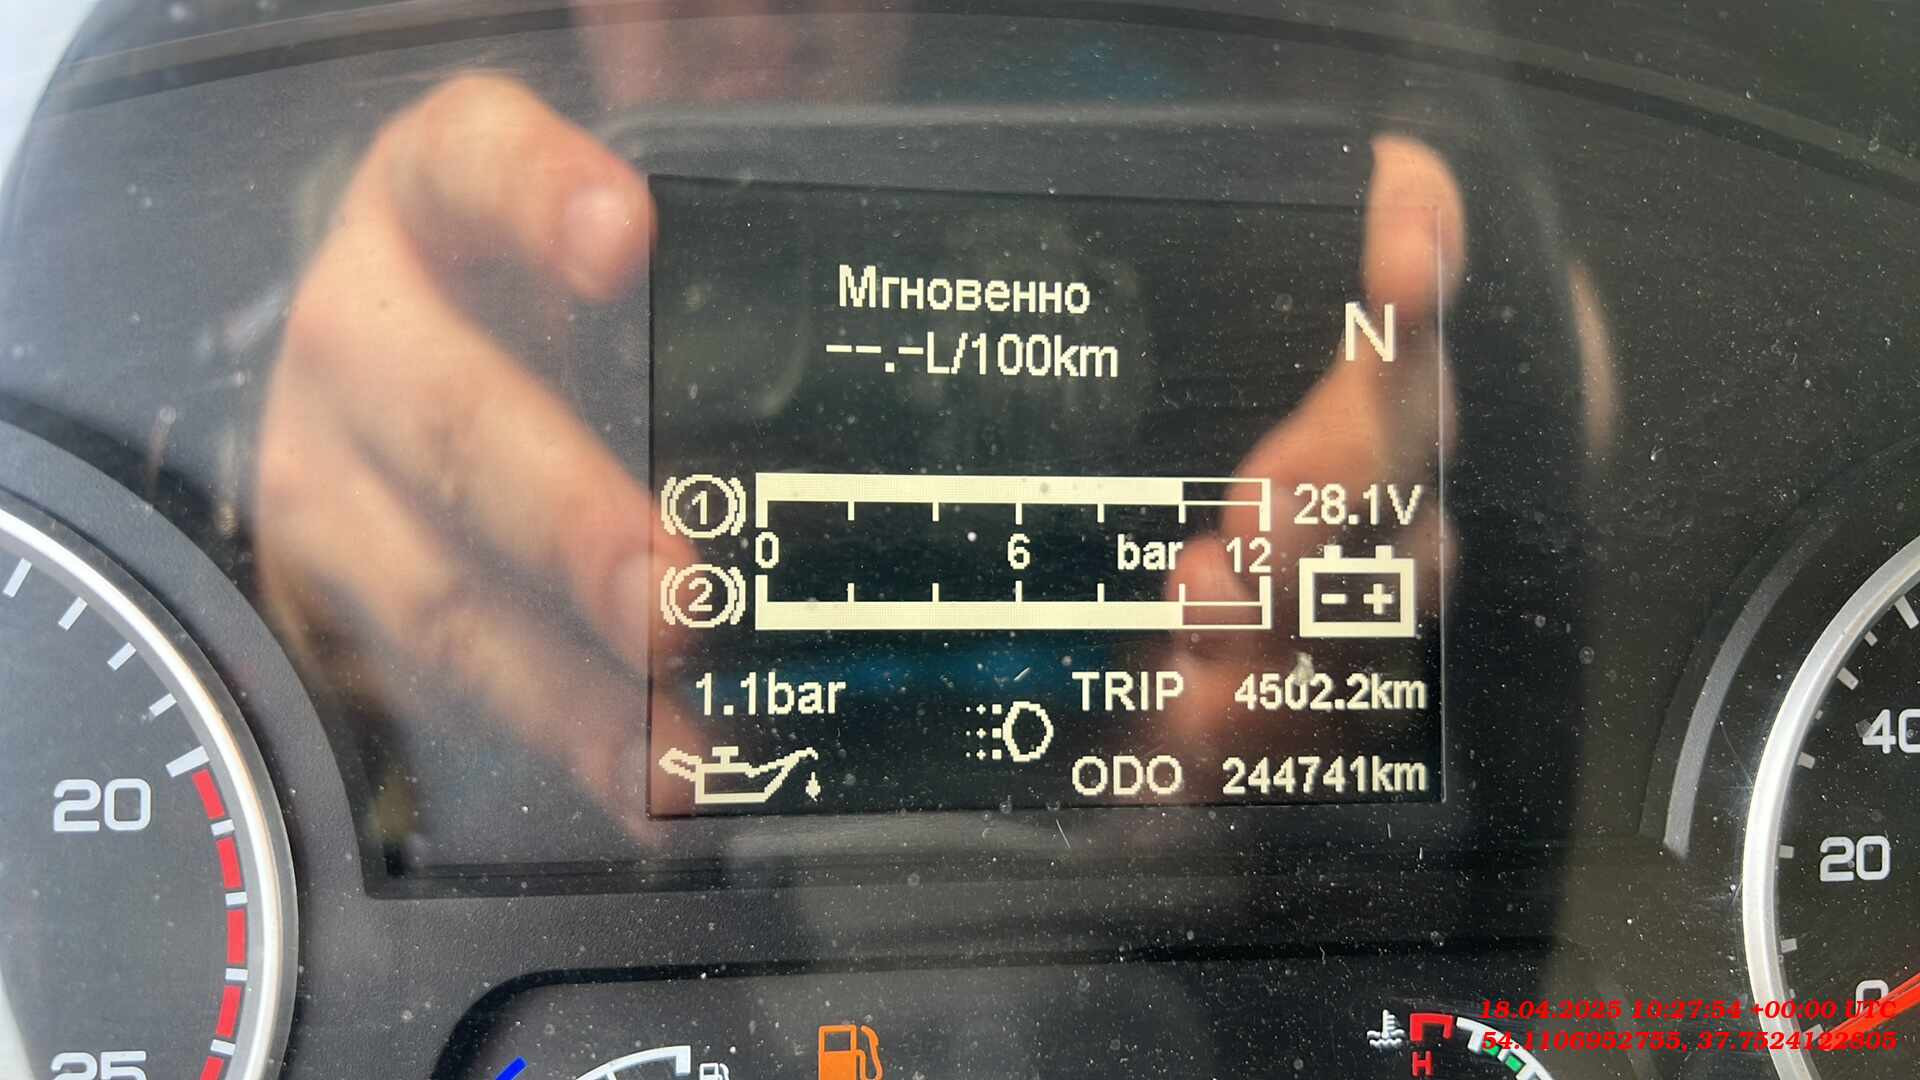 Мгновенно
--.-L/100km
N
1
28.1V
0 6 bar 12
2
- +
1.1bar
TRIP 4502.2km
ODO 244741km
20
25
40
20
0
H
18.04.2025 10:27:54 +00:00 UTC
54.1106952755, 37.7524122805